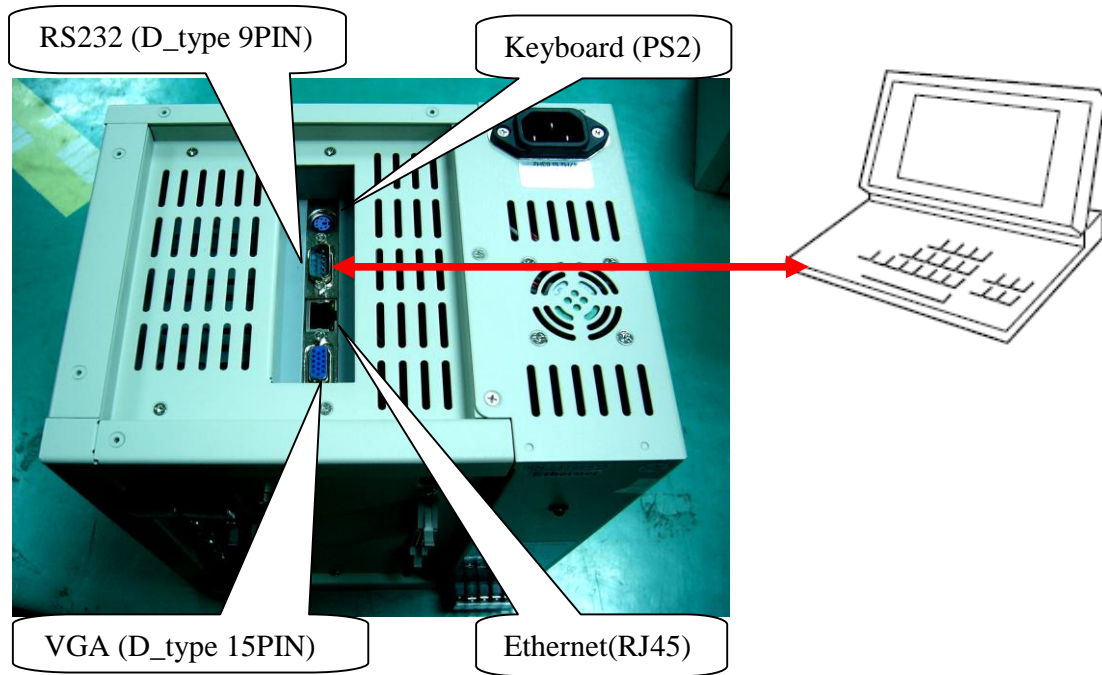 RS232 (D_type 9PIN)
Keyboard (PS2)
VGA (D_type 15PIN)
Ethernet(RJ45)